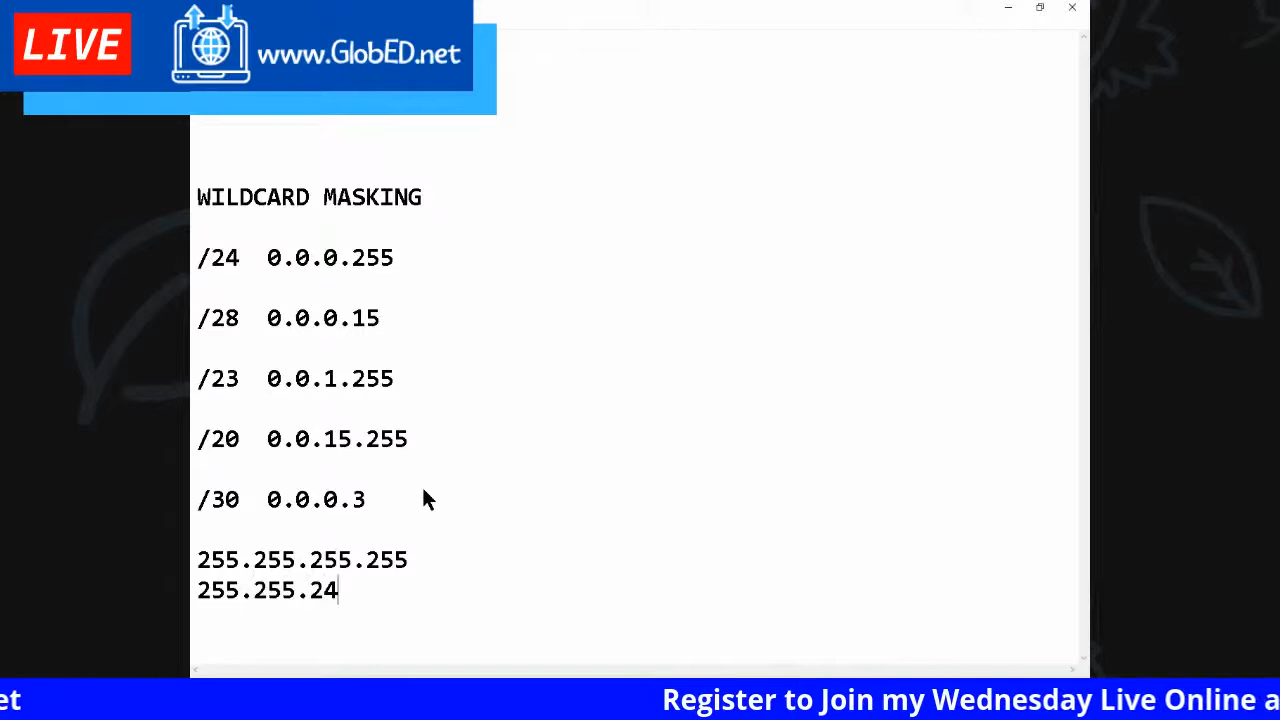 LIVE
www.GlobED.net
WILDCARD MASKING
/24 0.0.0.255
/28 0.0.0.15
/23 0.0.1.255
/20 0.0.15.255
/30 0.0.0.3
255.255.255.255
255.255.24
et
Register to Join my Wednesday Live Online a